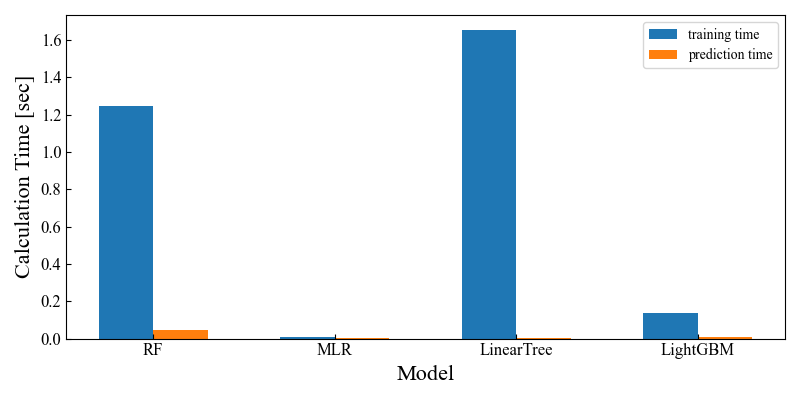 training time
prediction time
1.6
1.4
1.2
1.0
0.8
0.6
0.4
0.2
0.0
Calculation Time [sec]
RF MLR LinearTree LightGBM
Model